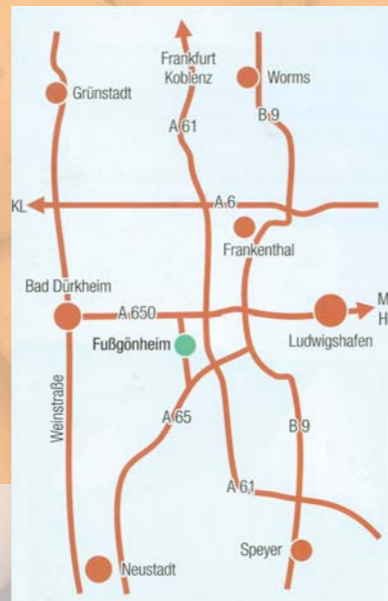 Frankfurt
Koblenz
Worms
Grünstadt
B 9
A 61
KL
A 6
Frankenthal
Bad Dürkheim
A 650
M
H
Ludwigshafen
Fußgönheim
Weinstraße
A 65
B 9
A 61
Speyer
Neustadt